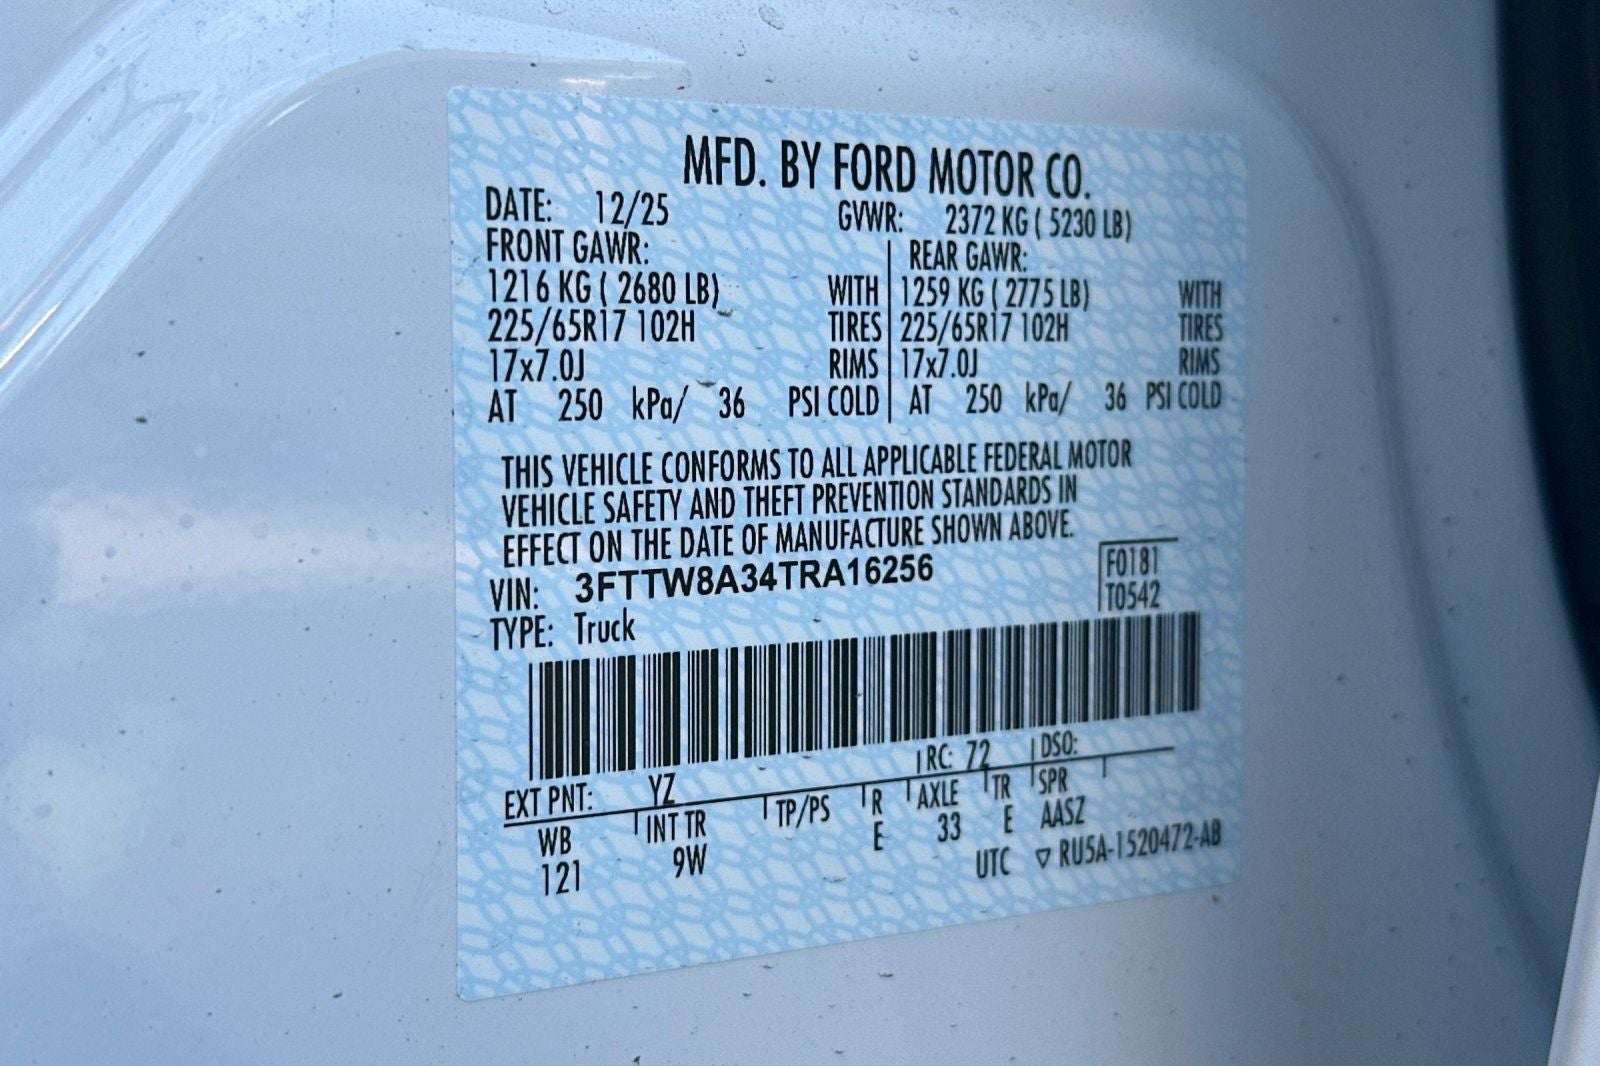 MFD. BY FORD MOTOR CO.
DATE: 12/25 GVWR: 2372 KG ( 5230 LB)
FRONT GAWR: REAR GAWR:
1216 KG ( 2680 LB) WITH 1259 KG ( 2775 LB) WITH
225/65R17 102H TIRES 225/65R17 102H TIRES
17x7.0J RIMS 17x7.0J RIMS
AT 250 kPa/ 36 PSI COLD AT 250 kPa/ 36 PSI COLD
THIS VEHICLE CONFORMS TO ALL APPLICABLE FEDERAL MOTOR
VEHICLE SAFETY AND THEFT PREVENTION STANDARDS IN
EFFECT ON THE DATE OF MANUFACTURE SHOWN ABOVE.
VIN: 3FTTW8A34TRA16256 F0181
TYPE: Truck T0542
EXT PNT: YZ RC: 72 DSO:
WB INT TR TP/PS R AXLE TR SPR
121 9W E 33 E AASZ
UTC ▽ RU5A-1520472-AB